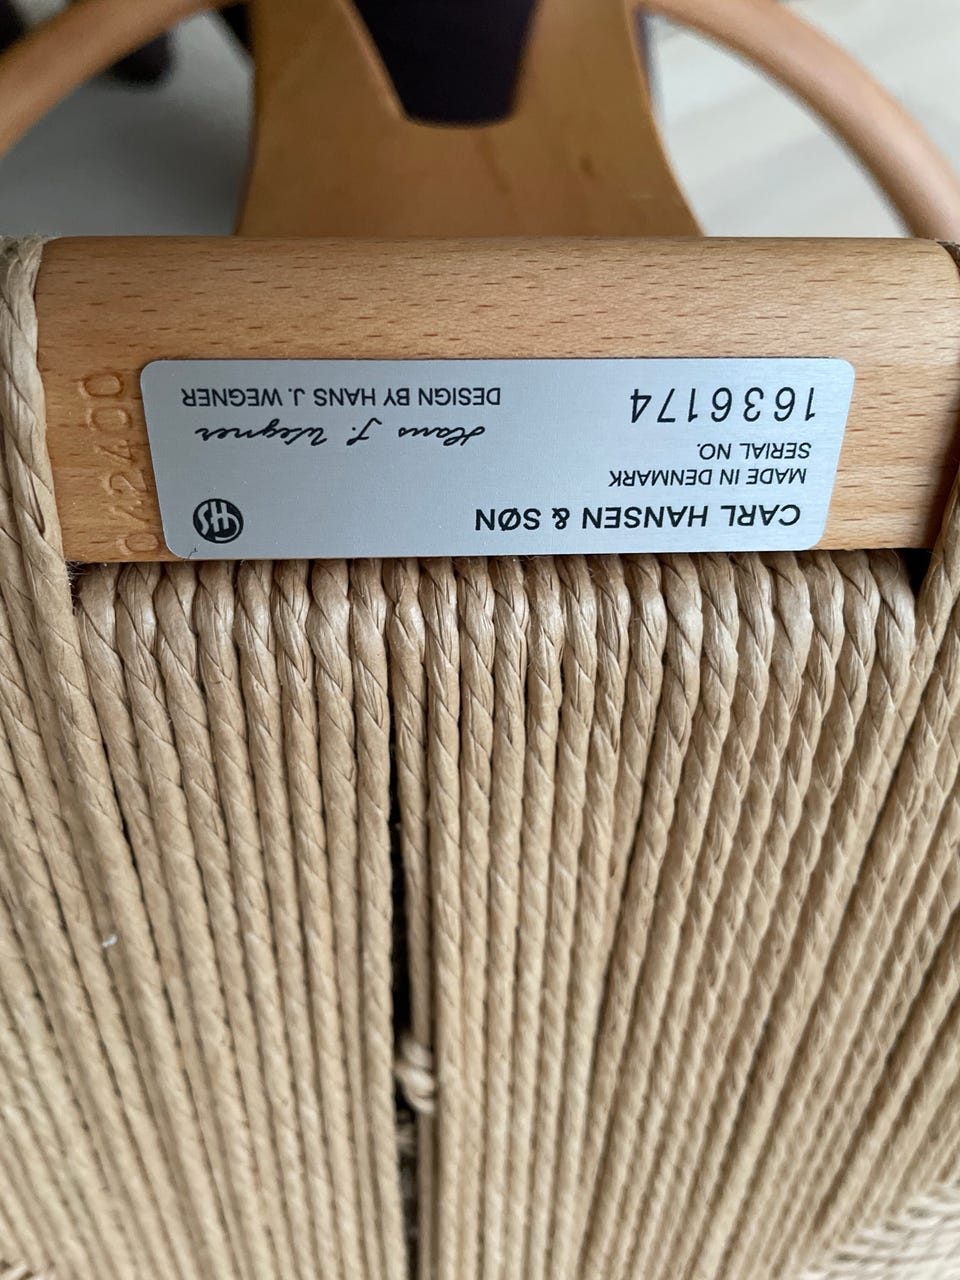 CARL HANSEN & SØN
MADE IN DENMARK
SERIAL NO.
1636174
Hans J. Wegner
DESIGN BY HANS J. WEGNER